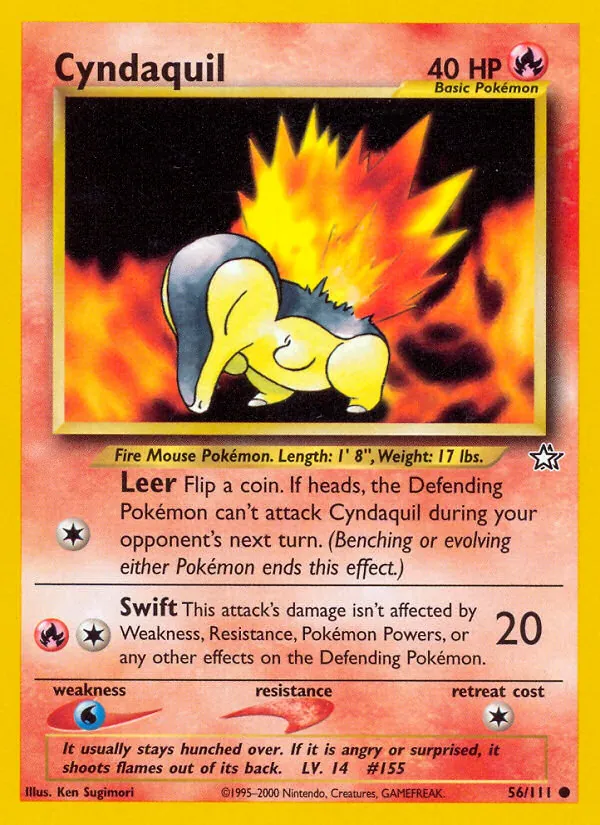 Cyndaquil
40 HP
Basic Pokémon
Fire Mouse Pokémon. Length: 1' 8", Weight: 17 lbs.
Leer Flip a coin. If heads, the Defending
Pokémon can't attack Cyndaquil during your
opponent's next turn. (Benching or evolving
either Pokémon ends this effect.)
Swift This attack's damage isn't affected by
Weakness, Resistance, Pokémon Powers, or
any other effects on the Defending Pokémon.
20
weakness
resistance
retreat cost
It usually stays hunched over. If it is angry or surprised, it
shoots flames out of its back. LV. 14 #155
Illus. Ken Sugimori
©1995–2000 Nintendo, Creatures, GAMEFREAK.
56/111